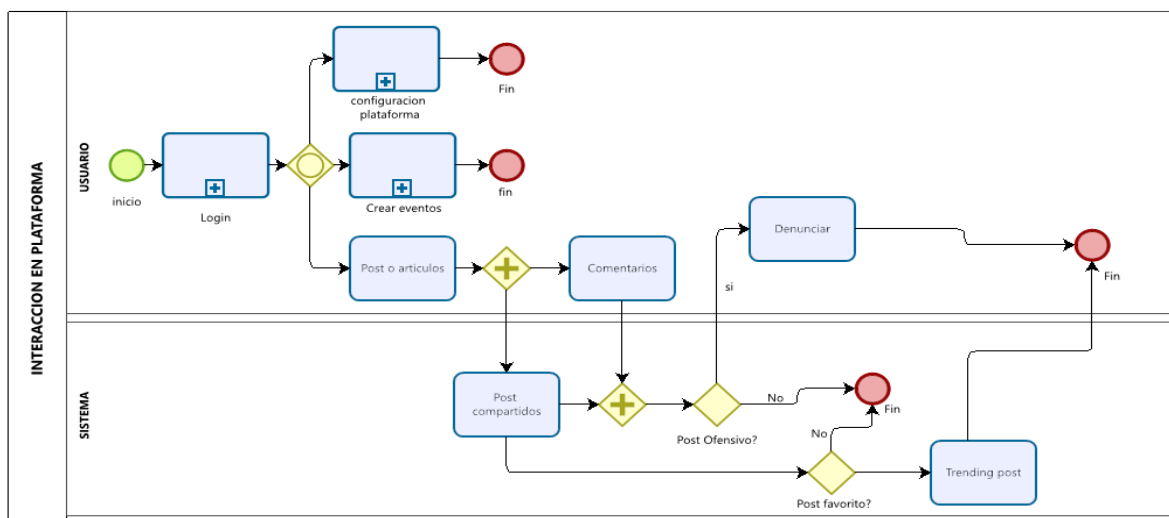 INTERACCION EN PLATAFORMA
USUARIO
inicio
Login
configuracion
plataforma
Fin
Crear eventos
fin
Post o articulos
Comentarios
Denunciar
si
Fin
SISTEMA
Post
compartidos
Post Ofensivo?
No
Fin
No
Post favorito?
Trending post